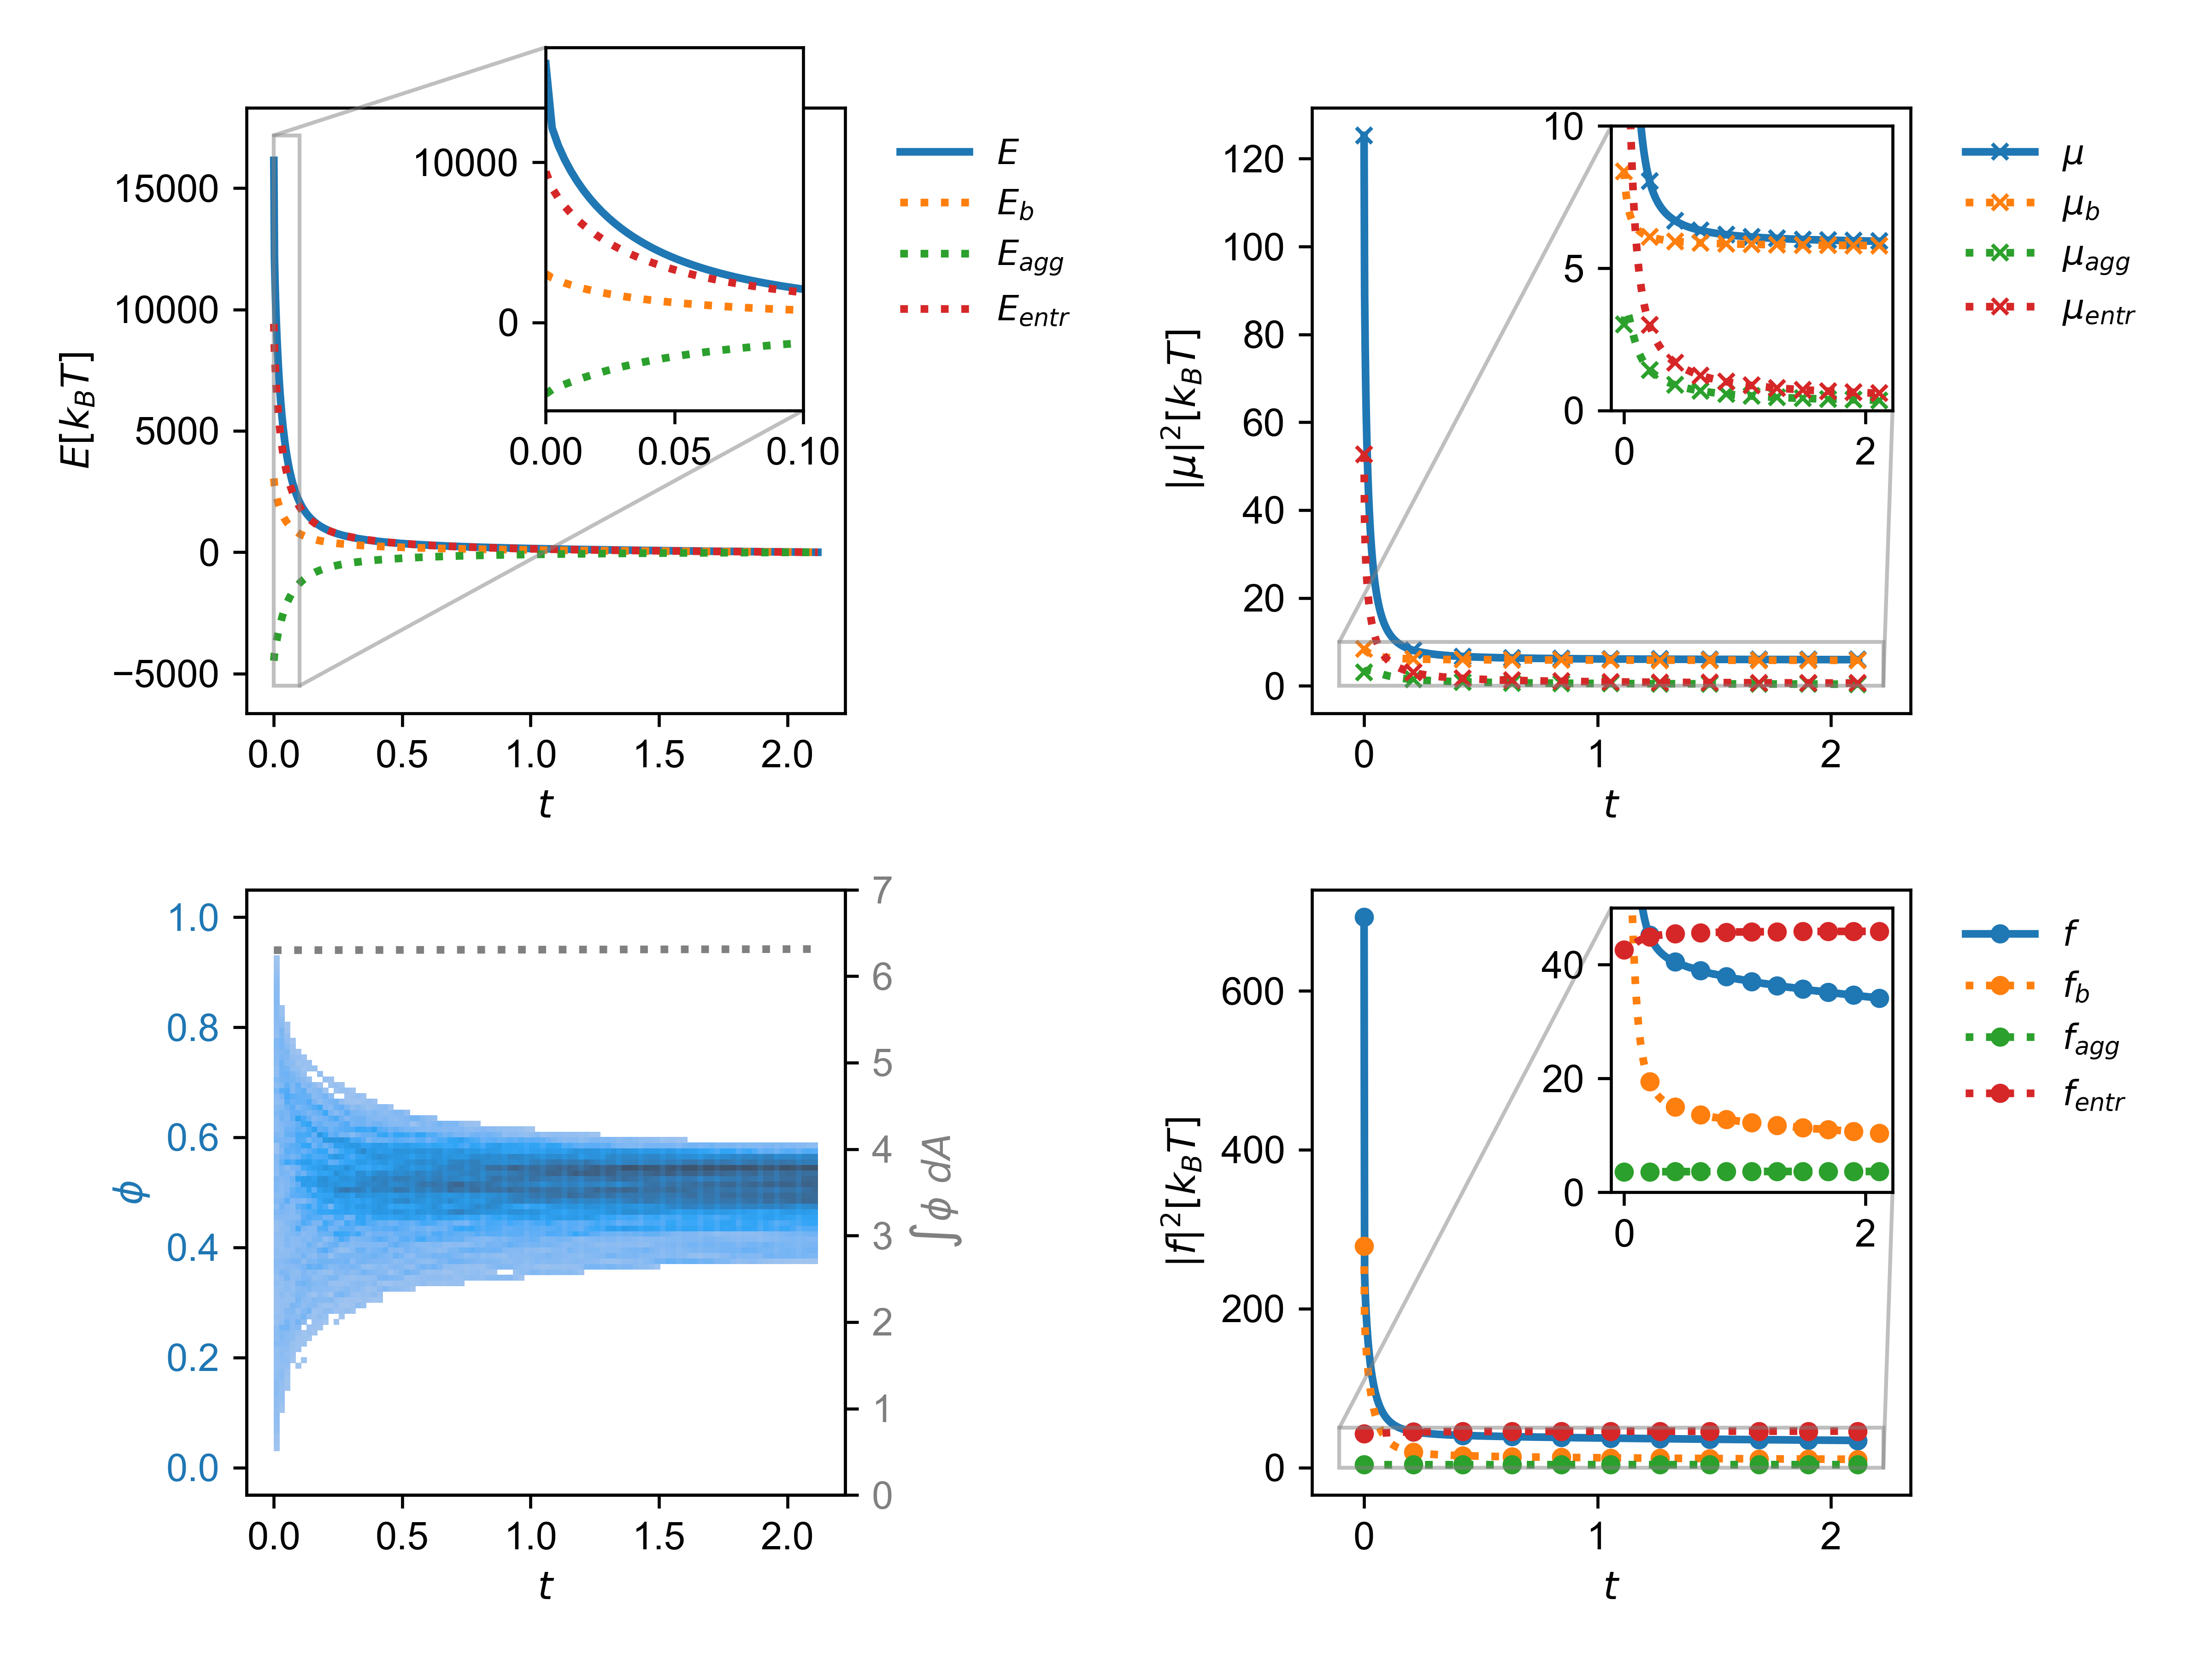 E[k_BT]
15000
10000
5000
0
−5000
0.0 0.5 1.0 1.5 2.0
t
10000
0
0.00 0.05 0.10
E
E_b
E_agg
E_entr
|μ|²[k_BT]
120
100
80
60
40
20
0
0 1 2
t
10
5
0
0 2
μ
μ_b
μ_agg
μ_entr
ϕ
1.0
0.8
0.6
0.4
0.2
0.0
0.0 0.5 1.0 1.5 2.0
t
7
6
5
4
3
2
1
0
∫ ϕ dA
|f|²[k_BT]
600
400
200
0
0 1 2
t
40
20
0
0 2
f
f_b
f_agg
f_entr